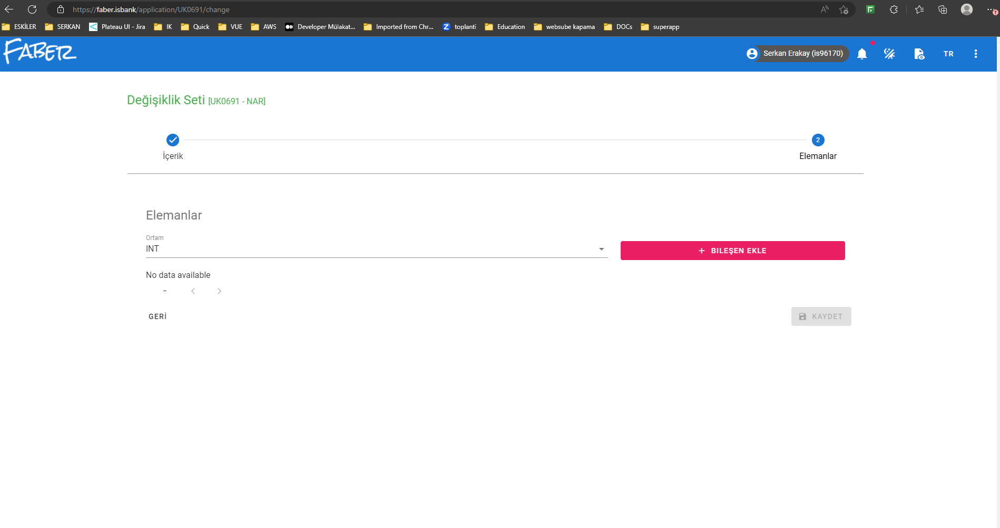 https://faber.isbank/application/UK0691/change
ESKİLER SERKAN Plateau UI - Jira IK Quick VUE AWS Developer Mülakat... Imported from Chr... toplanti Education websube kapama DOCs superapp
FABER
Serkan Erakay (is96170) TR
Değişiklik Seti [UK0691 - NAR]
2
İçerik Elemanlar
Elemanlar
Ortam
INT
+ BILEŞEN EKLE
No data available
–
GERİ KAYDET